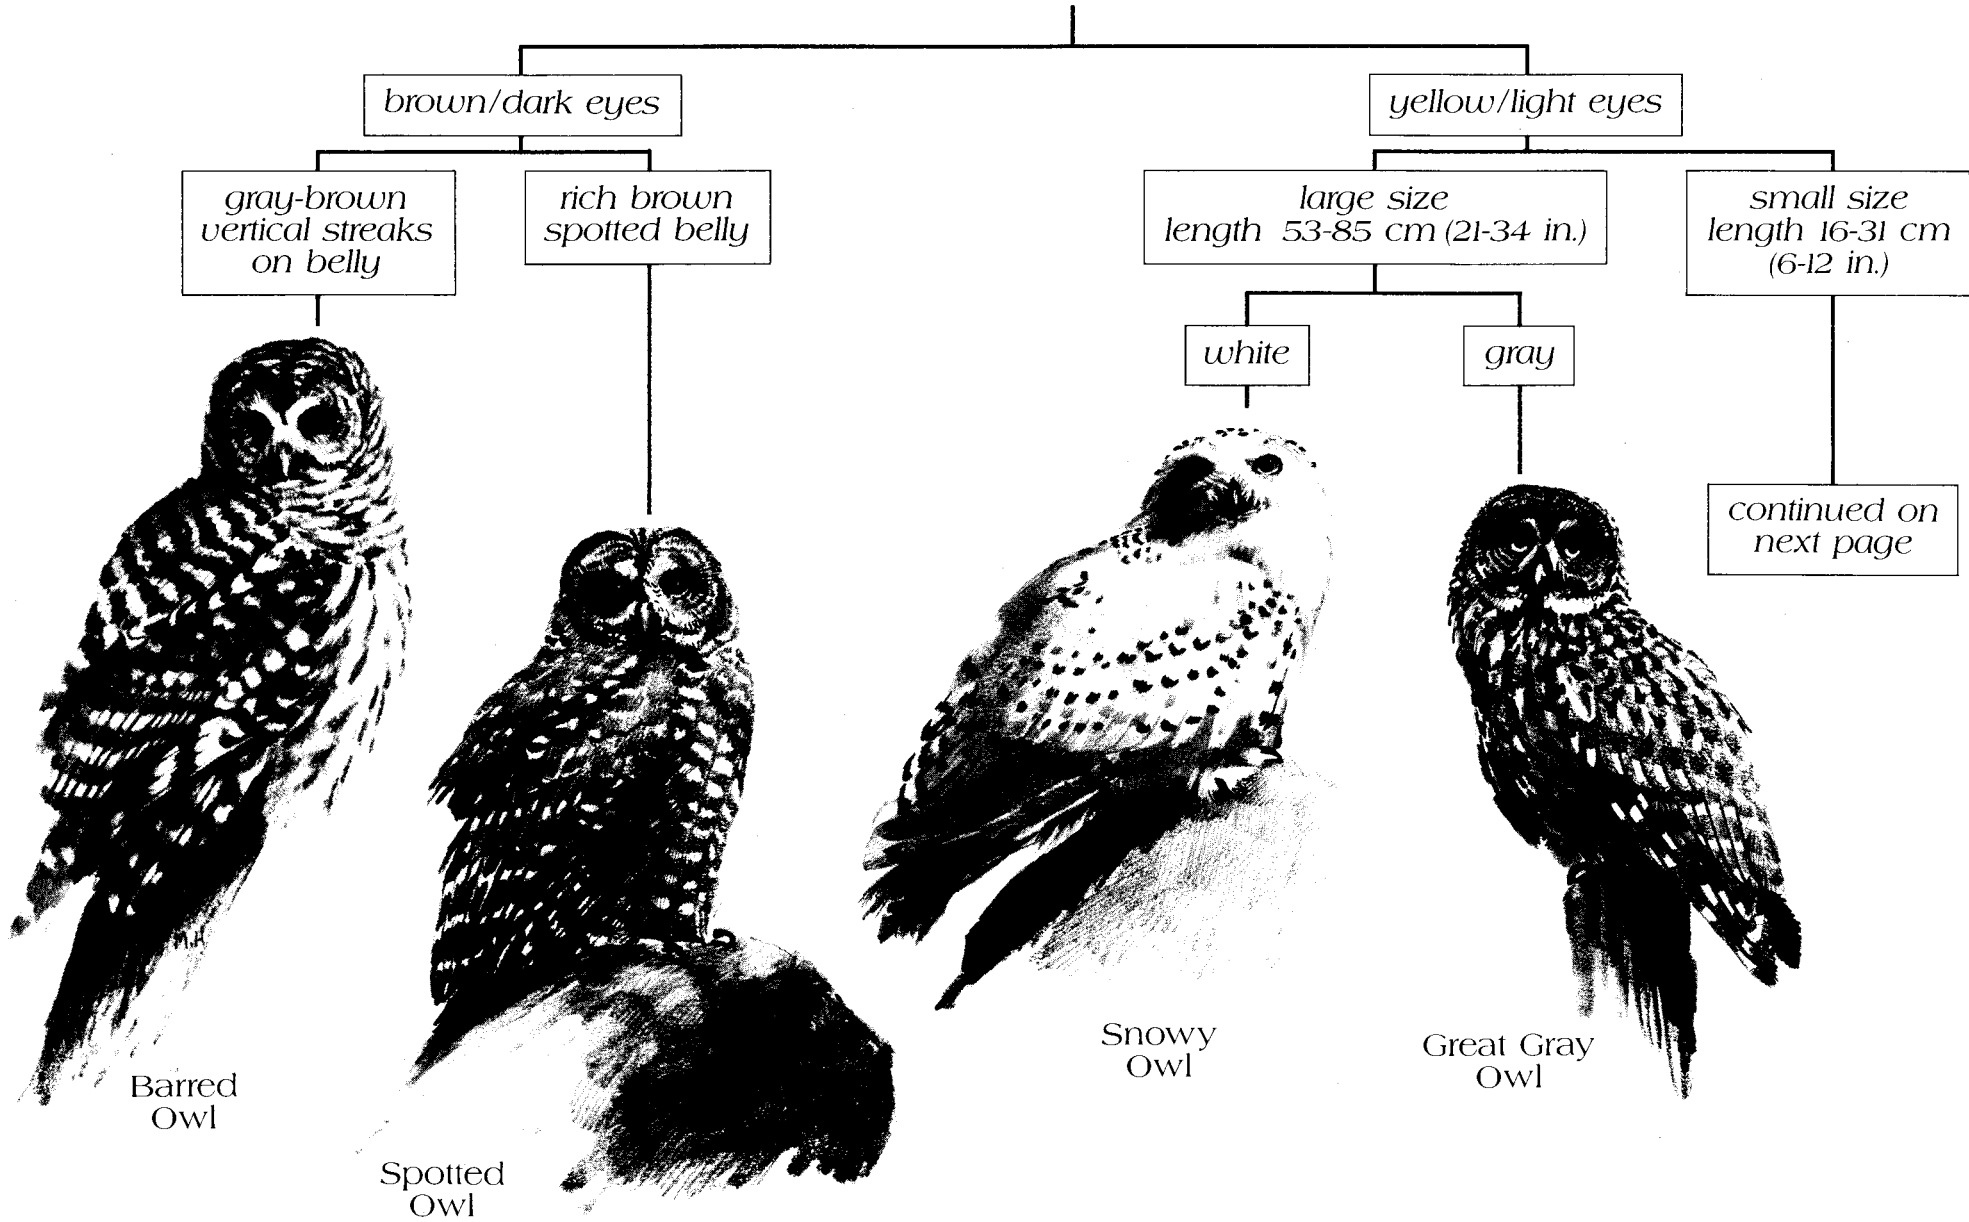 brown/dark eyes
yellow/light eyes
gray-brown
vertical streaks
on belly
rich brown
spotted belly
large size
length 53-85 cm (21-34 in.)
small size
length 16-31 cm
(6-12 in.)
white
gray
continued on
next page
M.H
Barred
Owl
Spotted
Owl
Snowy
Owl
Great Gray
Owl